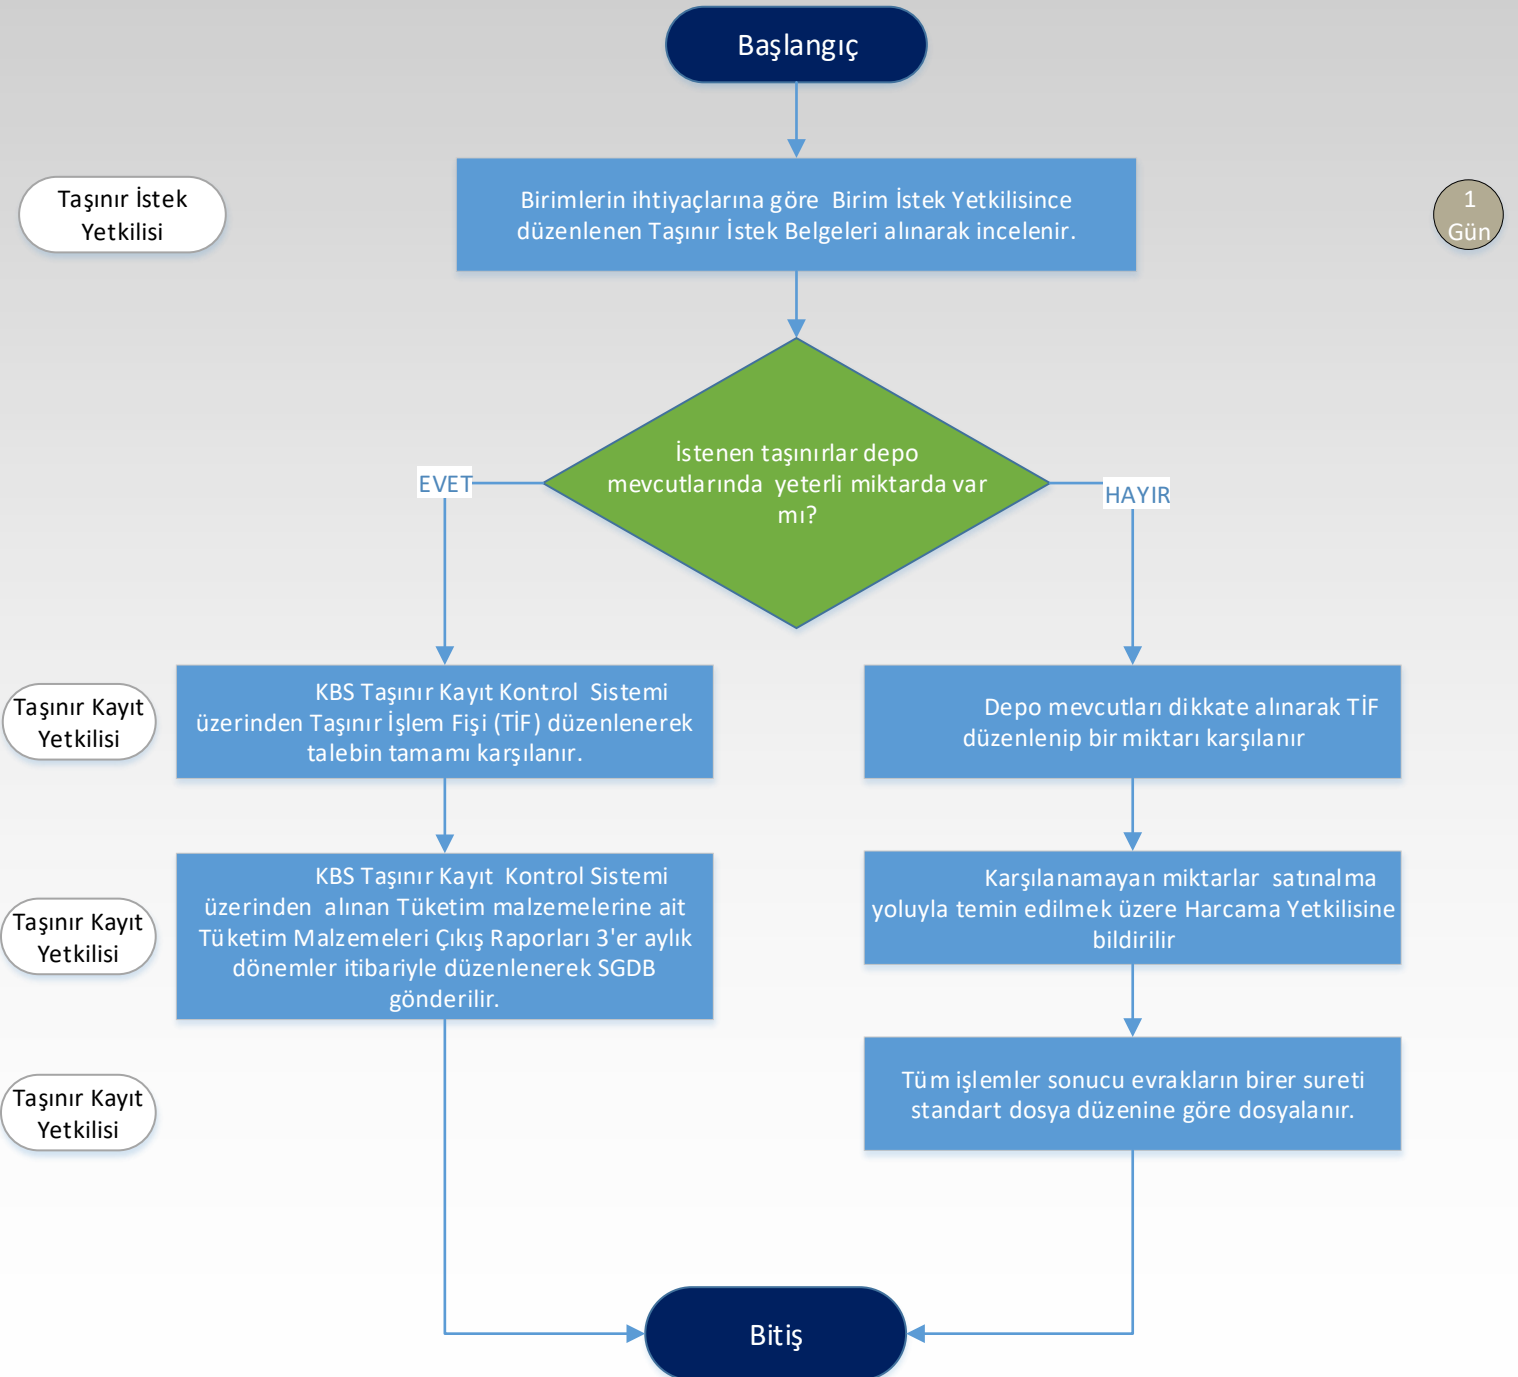 Başlangıç
Taşınır İstek
Yetkilisi
Birimlerin ihtiyaçlarına göre Birim İstek Yetkilisince
düzenlenen Taşınır İstek Belgeleri alınarak incelenir.
1
Gün
İstenen taşınırlar depo
mevcutlarında yeterli miktarda var
mı?
EVET
HAYIR
Taşınır Kayıt
Yetkilisi
KBS Taşınır Kayıt Kontrol Sistemi
üzerinden Taşınır İşlem Fişi (TİF) düzenlenerek
talebin tamamı karşılanır.
Depo mevcutları dikkate alınarak TİF
düzenlenip bir miktarı karşılanır
Taşınır Kayıt
Yetkilisi
KBS Taşınır Kayıt Kontrol Sistemi
üzerinden alınan Tüketim malzemelerine ait
Tüketim Malzemeleri Çıkış Raporları 3'er aylık
dönemler itibariyle düzenlenerek SGDB
gönderilir.
Karşılanamayan miktarlar satınalma
yoluyla temin edilmek üzere Harcama Yetkilisine
bildirilir
Taşınır Kayıt
Yetkilisi
Tüm işlemler sonucu evrakların birer sureti
standart dosya düzenine göre dosyalanır.
Bitiş